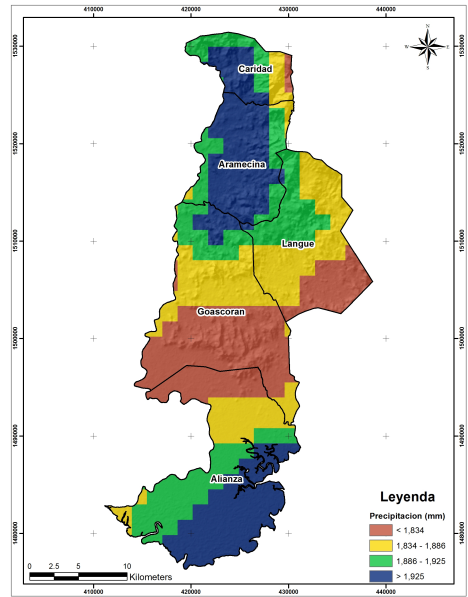 410000 420000 430000 440000
N
W E
S
1530000 1530000
Caridad
1520000 1520000
Aramecina
1510000 1510000
Langue
Goascoran
1500000 1500000
1490000 1490000
Alianza
Leyenda
Precipitacion (mm)
< 1,834
1,834 - 1,886
1,886 - 1,925
> 1,925
1480000 1480000
0 2.5 5 10
Kilometers
410000 420000 430000 440000